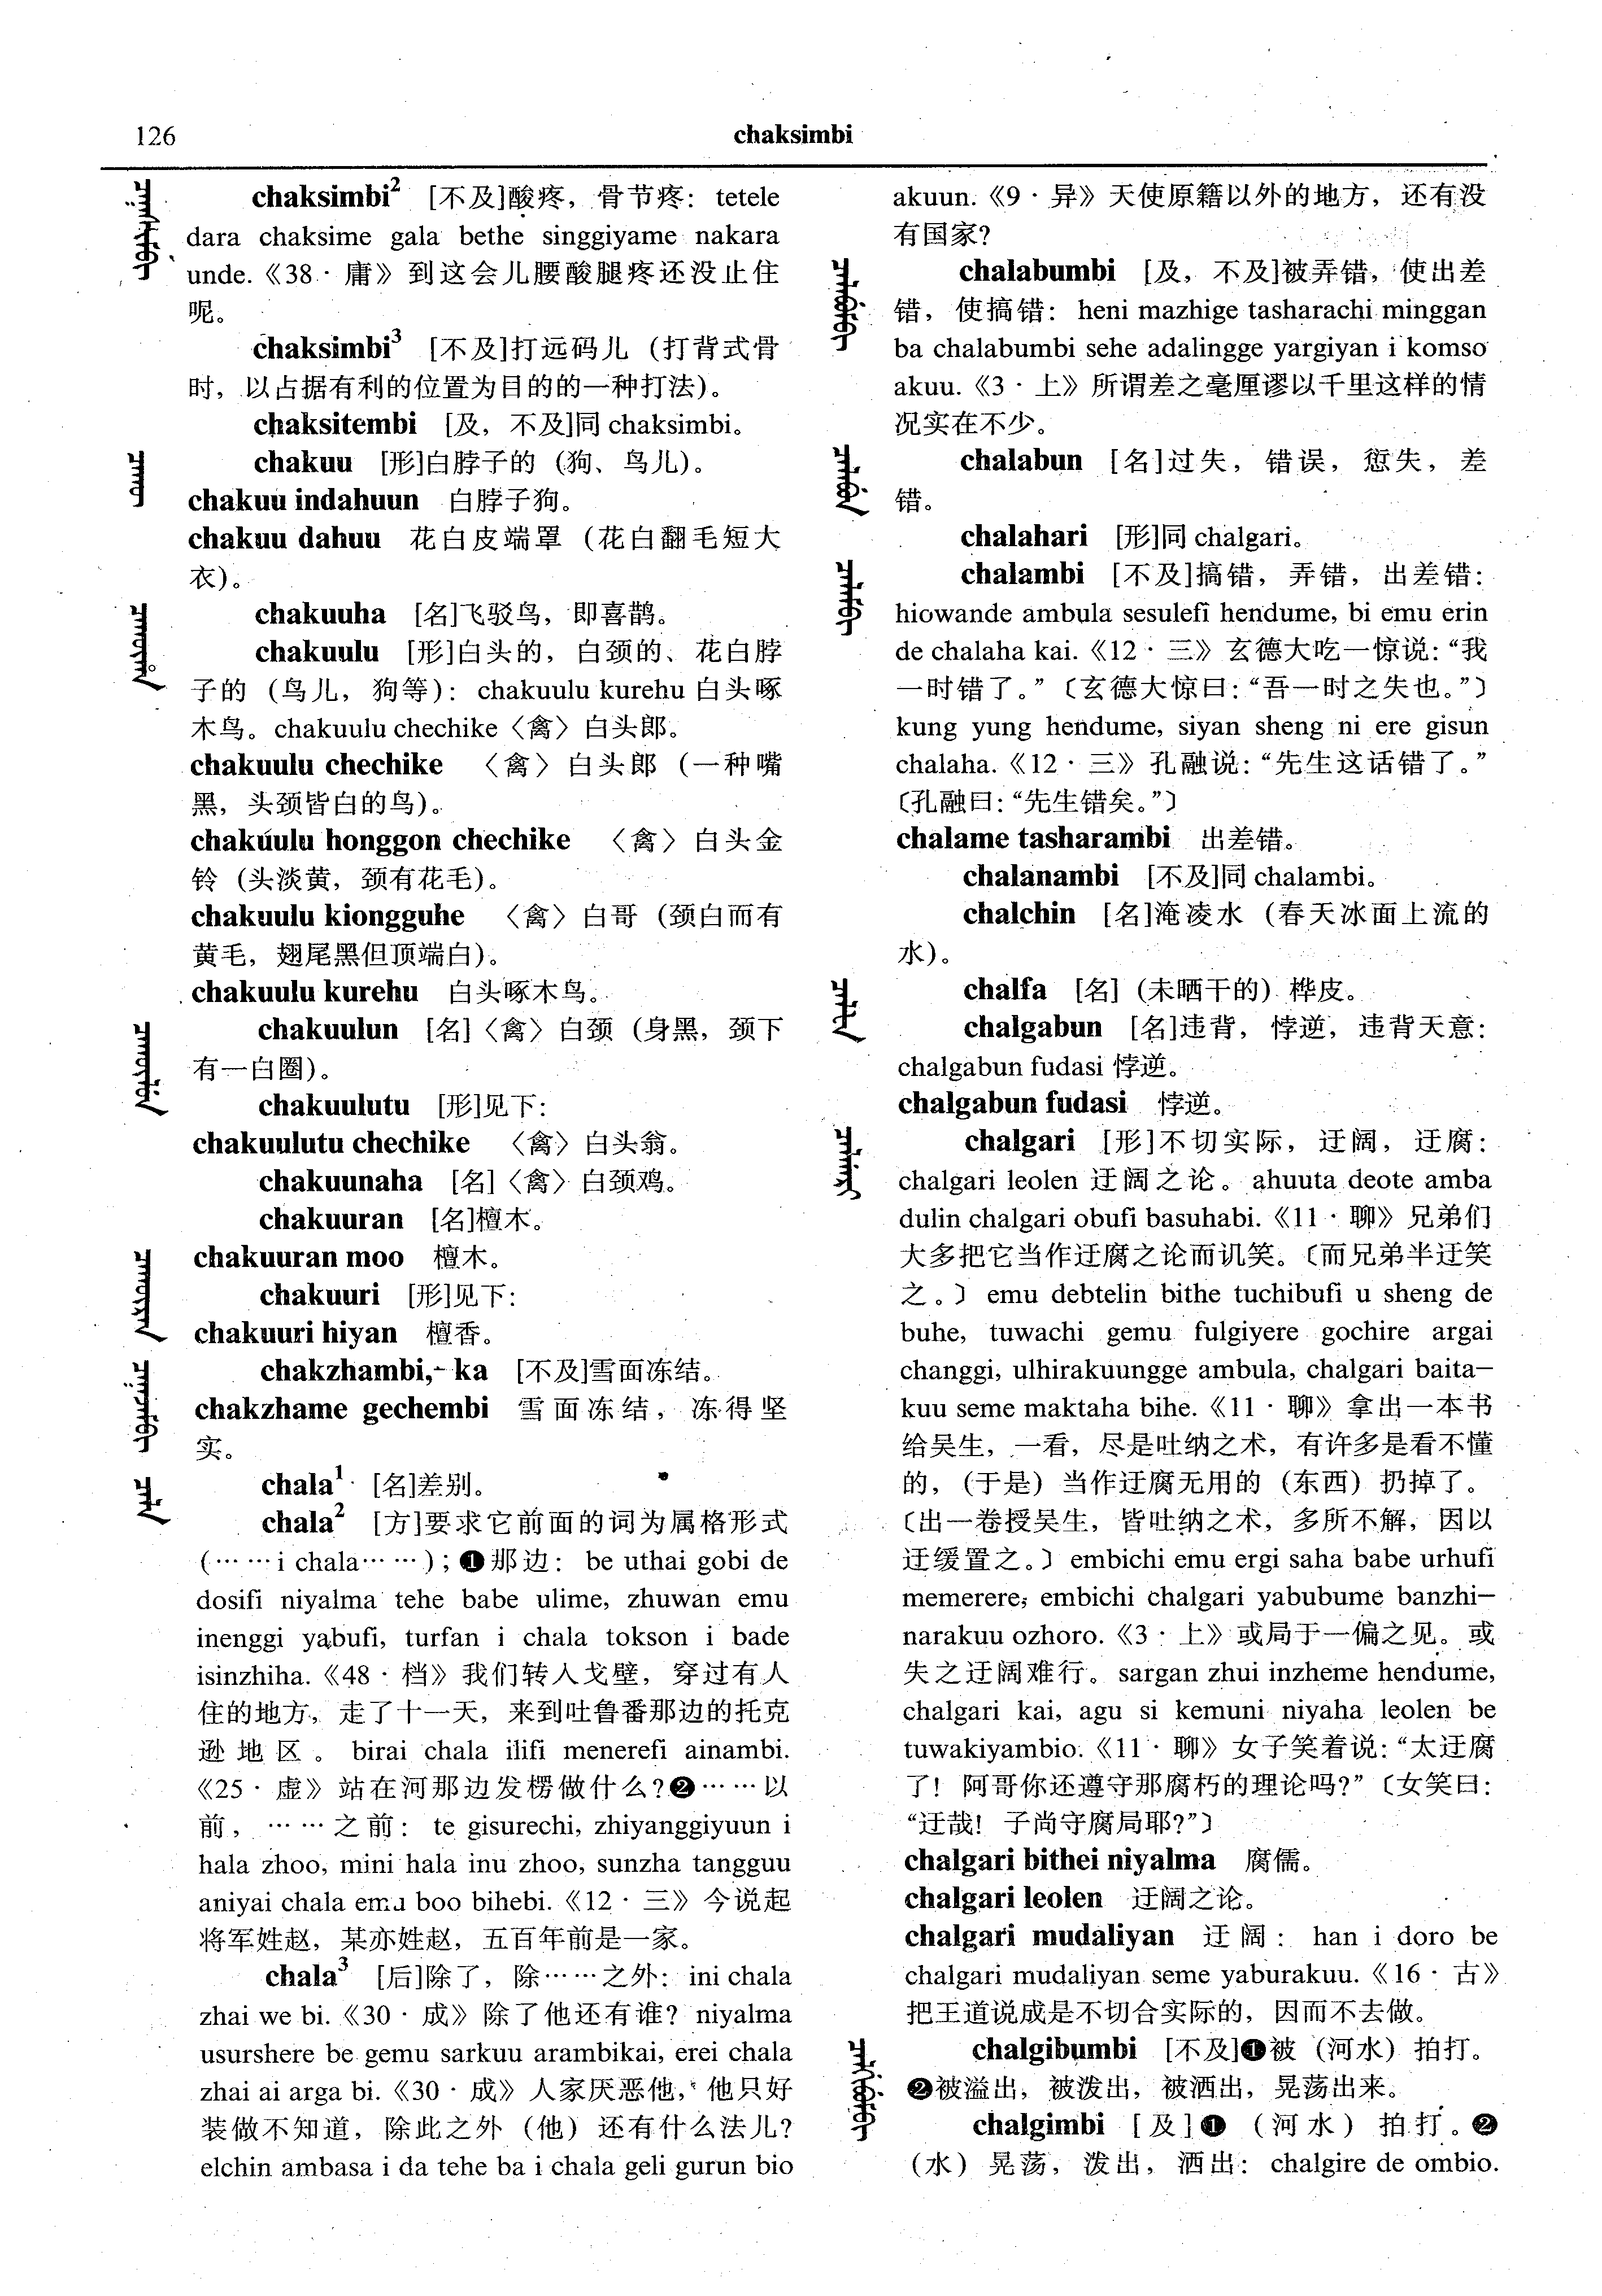 126
chaksimbi
chaksimbi² [不及]酸疼，骨节疼：tetele
dara chaksime gala bethe singgiyame nakara
unde.《38·庸》到这会儿腰酸腿疼还没止住
呢。
chaksimbi³ [不及]打远码儿（打背式骨
时，以占据有利的位置为目的的一种打法）。
chaksitembi [及，不及]同 chaksimbi。
chakuu [形]白脖子的（狗、鸟儿）。
chakuu indahuun 白脖子狗。
chakuu dahuu 花白皮端罩（花白翻毛短大
衣）。
chakuuha [名]飞驳鸟，即喜鹊。
chakuulu [形]白头的，白颈的、花白脖
子的（鸟儿，狗等）：chakuulu kurehu 白头啄
木鸟。chakuulu chechike〈禽〉白头郎。
chakuulu chechike 〈禽〉白头郎（一种嘴
黑，头颈皆白的鸟）。
chakuulu honggon chechike 〈禽〉白头金
铃（头淡黄，颈有花毛）。
chakuulu kiongguhe 〈禽〉白哥（颈白而有
黄毛，翅尾黑但顶端白）。
chakuulu kurehu 白头啄木鸟。
chakuulun [名]〈禽〉白颈（身黑，颈下
有一白圈）。
chakuulutu [形]见下：
chakuulutu chechike 〈禽〉白头翁。
chakuunaha [名]〈禽〉白颈鸡。
chakuuran [名]檀木。
chakuuran moo 檀木。
chakuuri [形]见下：
chakuuri hiyan 檀香。
chakzhambi,- ka [不及]雪面冻结。
chakzhame gechembi 雪面冻结，冻得坚
实。
chala¹ [名]差别。
chala² [方]要求它前面的词为属格形式
(……i chala……)；❶那边：be uthai gobi de
dosifi niyalma tehe babe ulime, zhuwan emu
inenggi yabufi, turfan i chala tokson i bade
isinzhiha.《48·档》我们转入戈壁，穿过有人
住的地方，走了十一天，来到吐鲁番那边的托克
逊地区。birai chala ilifi menerefi ainambi.
《25·虚》站在河那边发楞做什么？❷……以
前，……之前：te gisurechi, zhiyanggiyuun i
hala zhoo, mini hala inu zhoo, sunzha tangguu
aniyai chala emu boo bihebi.《12·三》今说起
将军姓赵，某亦姓赵，五百年前是一家。
chala³ [后]除了，除……之外：ini chala
zhai we bi.《30·成》除了他还有谁？niyalma
usurshere be gemu sarkuu arambikai, erei chala
zhai ai arga bi.《30·成》人家厌恶他，他只好
装做不知道，除此之外（他）还有什么法儿？
elchin ambasa i da tehe ba i chala geli gurun bio
akuun.《9·异》天使原籍以外的地方，还有没
有国家？
chalabumbi [及，不及]被弄错，使出差
错，使搞错：heni mazhige tasharachi minggan
ba chalabumbi sehe adalingge yargiyan i komso
akuu.《3·上》所谓差之毫厘谬以千里这样的情
况实在不少。
chalabun [名]过失，错误，愆失，差
错。
chalahari [形]同 chalgari。
chalambi [不及]搞错，弄错，出差错：
hiowande ambula sesulefi hendume, bi emu erin
de chalaha kai.《12·三》玄德大吃一惊说：“我
一时错了。”〔玄德大惊曰：“吾一时之失也。”〕
kung yung hendume, siyan sheng ni ere gisun
chalaha.《12·三》孔融说：“先生这话错了。”
〔孔融曰：“先生错矣。”〕
chalame tasharambi 出差错。
chalanambi [不及]同 chalambi。
chalchin [名]淹凌水（春天冰面上流的
水）。
chalfa [名]（未晒干的）桦皮。
chalgabun [名]违背，悖逆，违背天意：
chalgabun fudasi 悖逆。
chalgabun fudasi 悖逆。
chalgari [形]不切实际，迂阔，迂腐：
chalgari leolen 迂阔之论。ahuuta deote amba
dulin chalgari obufi basuhabi.《11·聊》兄弟们
大多把它当作迂腐之论而讥笑。〔而兄弟半迂笑
之。〕emu debtelin bithe tuchibufi u sheng de
buhe, tuwachi gemu fulgiyere gochire argai
changgi, ulhirakuungge ambula, chalgari baita—
kuu seme maktaha bihe.《11·聊》拿出一本书
给吴生，一看，尽是吐纳之术，有许多是看不懂
的，（于是）当作迂腐无用的（东西）扔掉了。
〔出一卷授吴生，皆吐纳之术，多所不解，因以
迂缓置之。〕embichi emu ergi saha babe urhufi
memerere; embichi chalgari yabubume banzhi—
narakuu ozhoro.《3·上》或局于一偏之见。或
失之迂阔难行。sargan zhui inzheme hendume,
chalgari kai, agu si kemuni niyaha leolen be
tuwakiyambio.《11·聊》女子笑着说：“太迂腐
了！阿哥你还遵守那腐朽的理论吗？”〔女笑曰：
“迂哉！子尚守腐局耶？”〕
chalgari bithei niyalma 腐儒。
chalgari leolen 迂阔之论。
chalgari mudaliyan 迂阔：han i doro be
chalgari mudaliyan seme yaburakuu.《16·古》
把王道说成是不切合实际的，因而不去做。
chalgibumbi [不及]❶被（河水）拍打。
❷被溢出，被泼出，被洒出，晃荡出来。
chalgimbi [及]❶（河水）拍打。❷
（水）晃荡，泼出，洒出：chalgire de ombio.